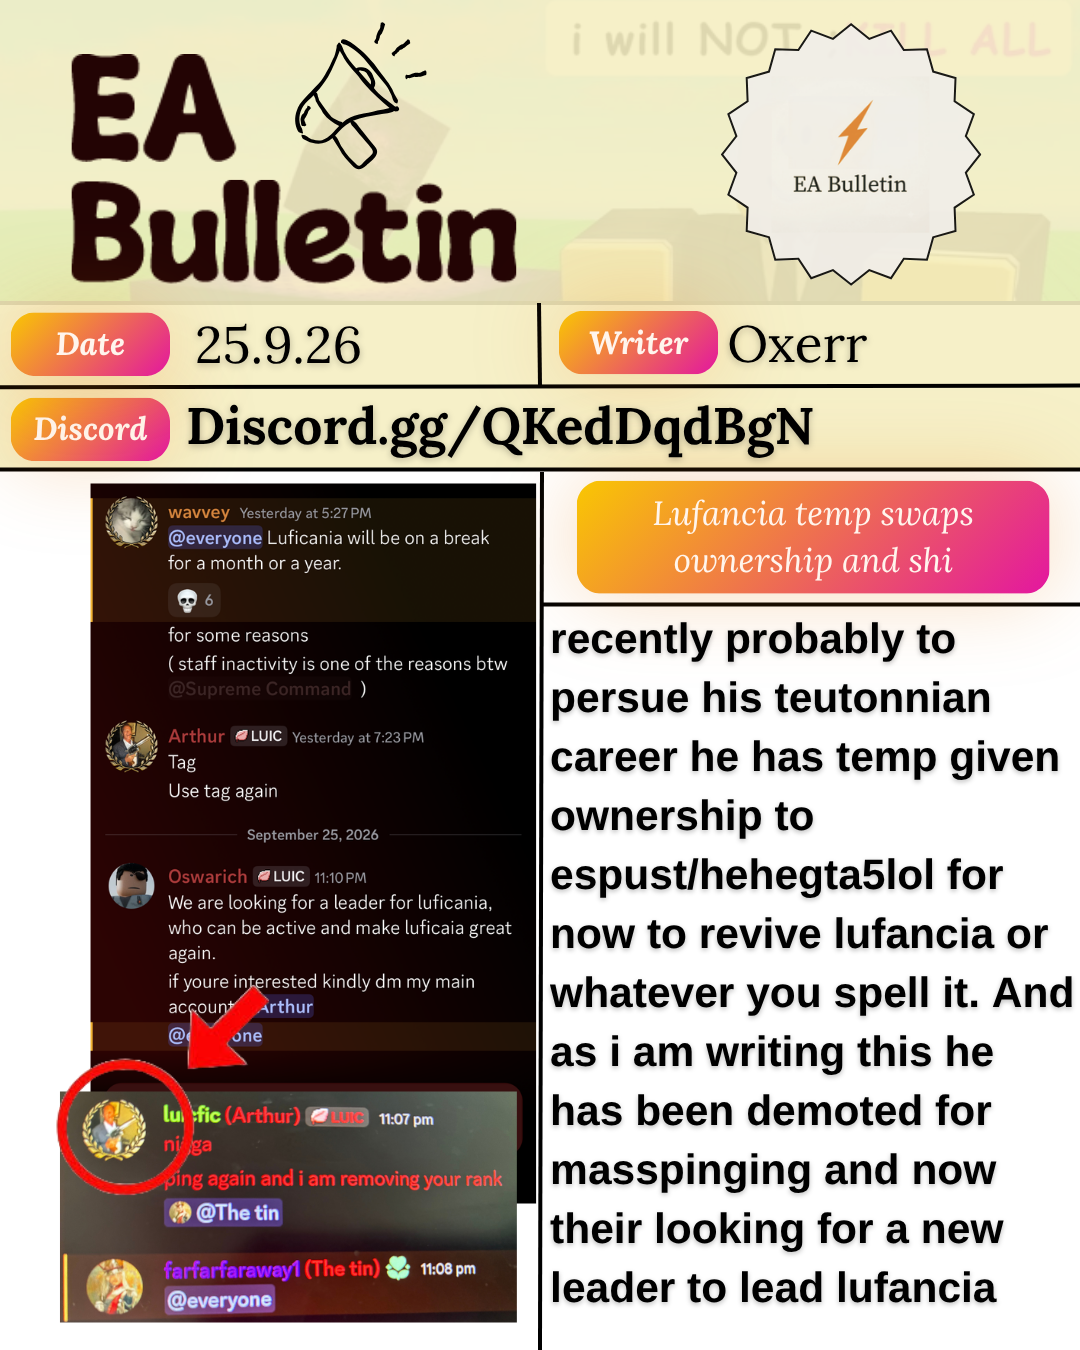 i will NOT
ALL
EA
Bulletin
EA Bulletin
Date
25.9.26
Writer
Oxerr
Discord
Discord.gg/QKedDqdBgN
wavvey Yesterday at 5:27 PM
@everyone Luficania will be on a break
for a month or a year.
6
for some reasons
( staff inactivity is one of the reasons btw
@Supreme Command )
Arthur LUIC Yesterday at 7:23 PM
Tag
Use tag again
September 25, 2026
Oswarich LUIC 11:10 PM
We are looking for a leader for luficania,
who can be active and make luficaia great
again.
if youre interested kindly dm my main
account Arthur
(Arthur) LUIC 11:07 pm
ping again and i am removing your rank
@The tin
farfarfaraway1 (The tin) 11:08 pm
@everyone
Lufancia temp swaps
ownership and shi
recently probably to
persue his teutonnian
career he has temp given
ownership to
espust/hehegta5lol for
now to revive lufancia or
whatever you spell it. And
as i am writing this he
has been demoted for
masspinging and now
their looking for a new
leader to lead lufancia